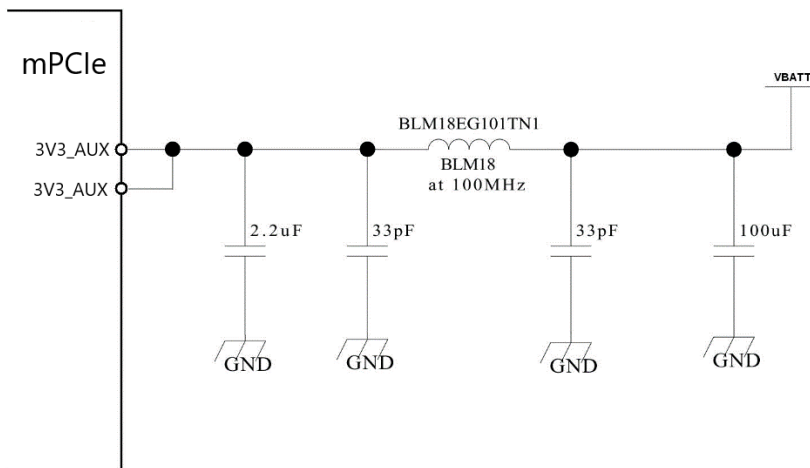 mPCIe
VBATT
BLM18EG101TN1
3V3_AUX
BLM18
at 100MHz
3V3_AUX
2.2uF
33pF
33pF
100uF
GND
GND
GND
GND